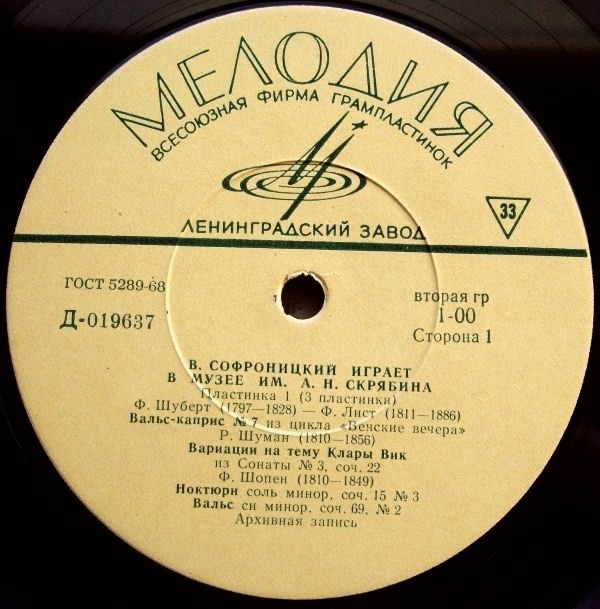 МЕЛОДИЯ
ВСЕСОЮЗНАЯ ФИРМА ГРАМПЛАСТИНОК
33
ЛЕНИНГРАДСКИЙ ЗАВОД
ГОСТ 5289-68
Д-019637
вторая гр
1-00
Сторона 1
В. СОФРОНИЦКИЙ ИГРАЕТ
В МУЗЕЕ ИМ. А. Н. СКРЯБИНА
Пластинка 1 (3 пластинки)
Ф. Шуберт (1797—1828) — Ф. Лист (1811—1886)
Вальс-каприс № 7 из цикла «Венские вечера»
Р. Шуман (1810—1856)
Вариации на тему Клары Вик
из Сонаты № 3, соч. 22
Ф. Шопен (1810—1849)
Ноктюрн соль минор, соч. 15 № 3
Вальс си минор, соч. 69, № 2
Архивная запись